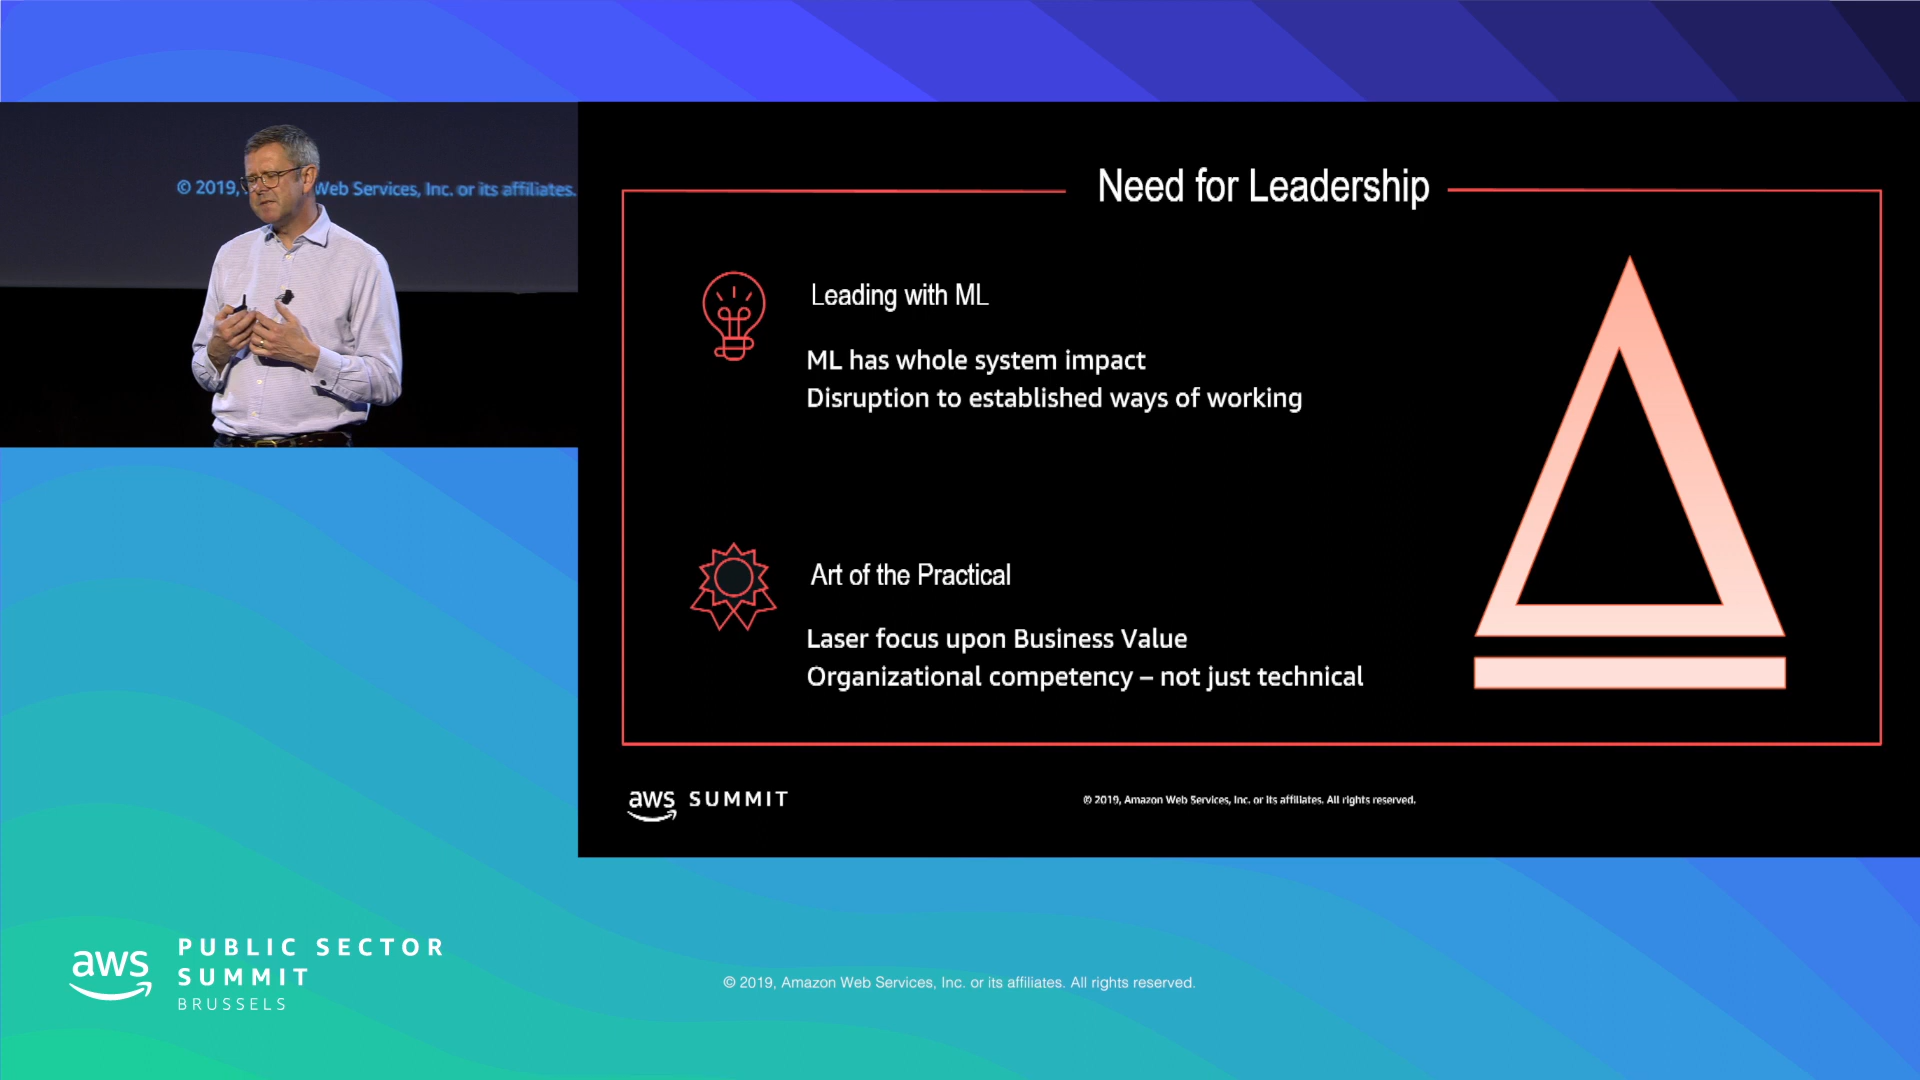 © 2019, Web Services, Inc. or its affiliates.
Need for Leadership
Leading with ML
ML has whole system impact
Disruption to established ways of working
Art of the Practical
Laser focus upon Business Value
Organizational competency – not just technical
aws SUMMIT
© 2019, Amazon Web Services, Inc. or its affiliates. All rights reserved.
aws
PUBLIC SECTOR
SUMMIT
BRUSSELS
© 2019, Amazon Web Services, Inc. or its affiliates. All rights reserved.